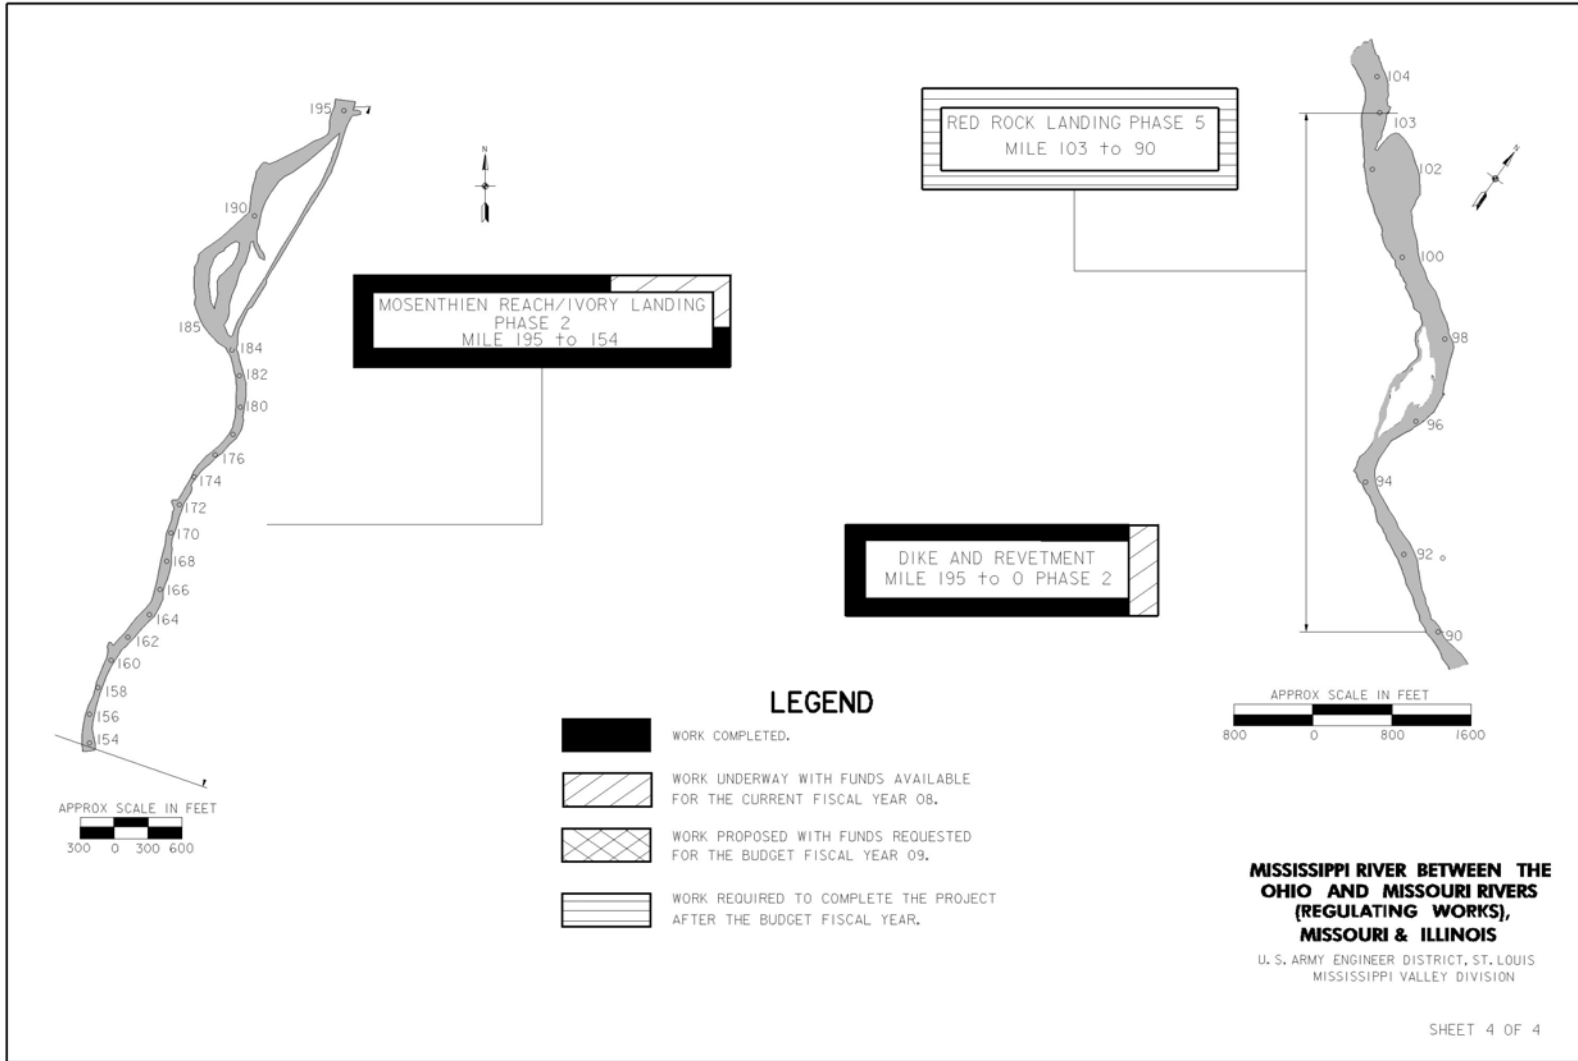 195
190
185
184
182
180
176
174
172
170
168
166
164
162
160
158
156
154
APPROX SCALE IN FEET
300 0 300 600
N
MOSENTHIEN REACH/IVORY LANDING
PHASE 2
MILE 195 to 154
RED ROCK LANDING PHASE 5
MILE 103 to 90
DIKE AND REVETMENT
MILE 195 to 0 PHASE 2
104
103
102
100
98
96
94
92
90
N
APPROX SCALE IN FEET
800 0 800 1600
LEGEND
WORK COMPLETED.
WORK UNDERWAY WITH FUNDS AVAILABLE
FOR THE CURRENT FISCAL YEAR 08.
WORK PROPOSED WITH FUNDS REQUESTED
FOR THE BUDGET FISCAL YEAR 09.
WORK REQUIRED TO COMPLETE THE PROJECT
AFTER THE BUDGET FISCAL YEAR.
MISSISSIPPI RIVER BETWEEN THE
OHIO AND MISSOURI RIVERS
(REGULATING WORKS),
MISSOURI & ILLINOIS
U. S. ARMY ENGINEER DISTRICT, ST. LOUIS
MISSISSIPPI VALLEY DIVISION
SHEET 4 OF 4